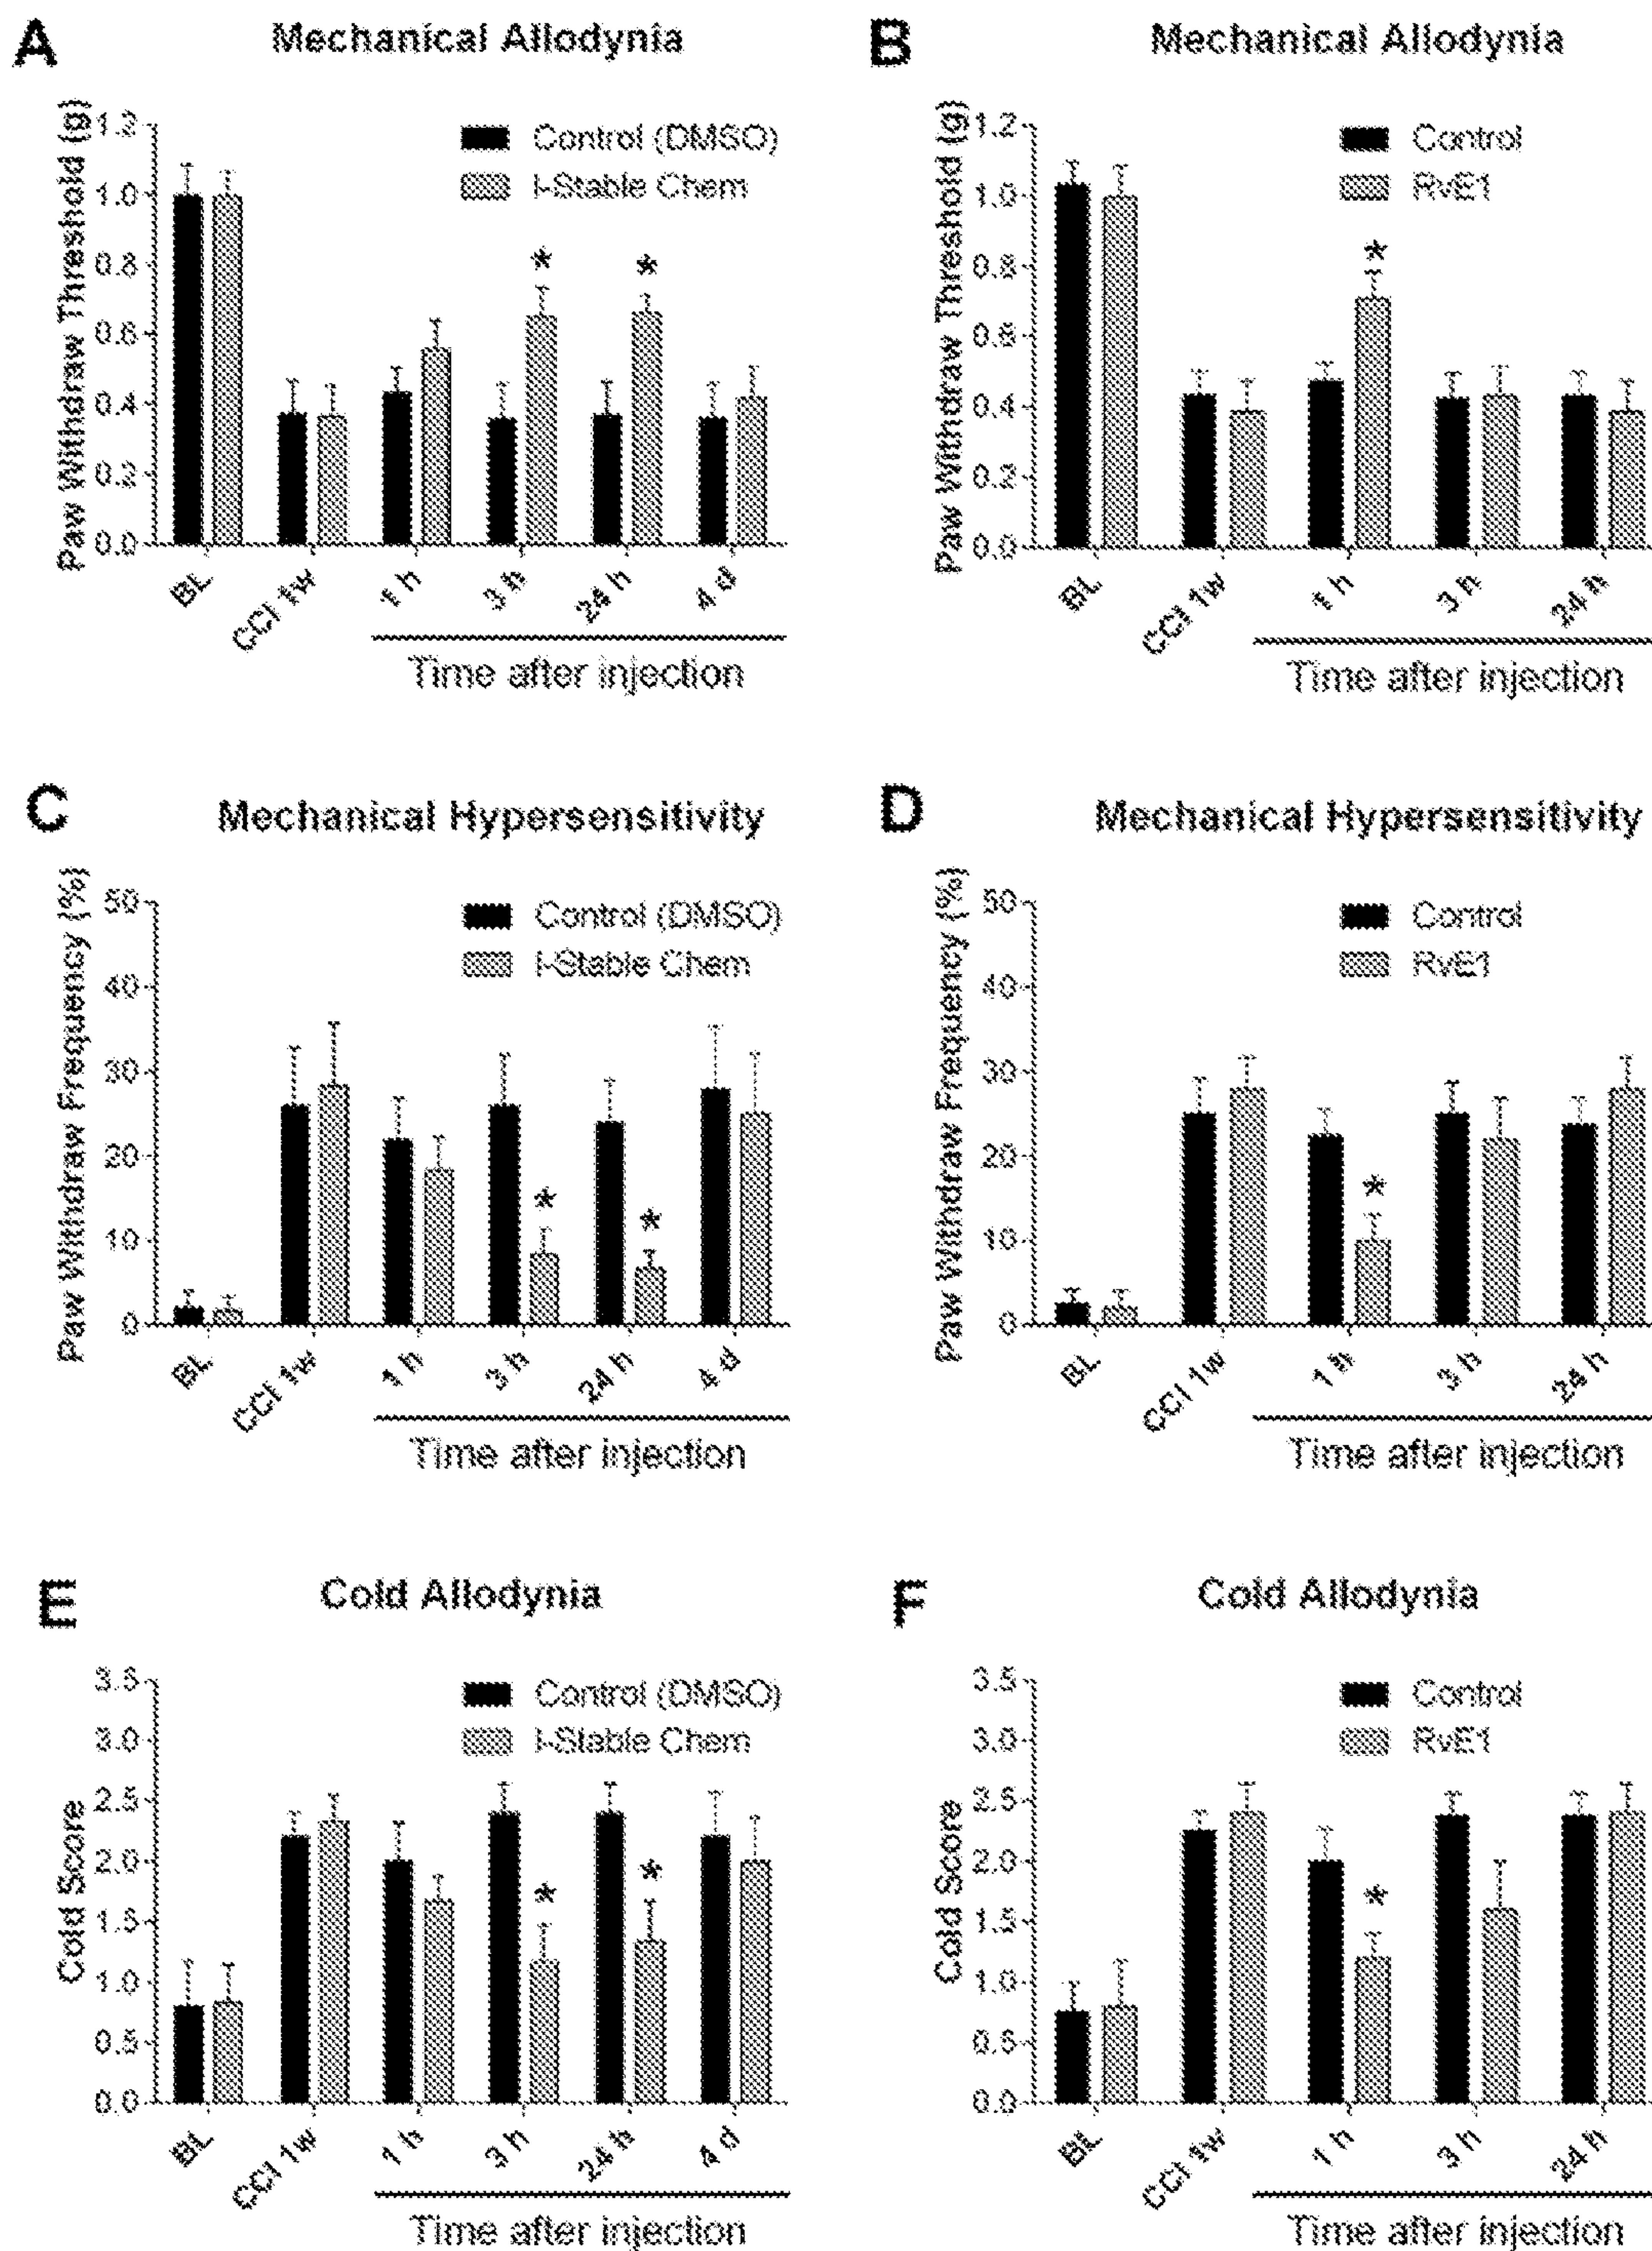 A
Mechanical Allodynia
Paw Withdraw Threshold (g)
1.2
1.0
0.8
0.6
0.4
0.2
0.0
Control (DMSO)
I-Stable Chem
*
*
BL
CCI 1w
1 h
3 h
24 h
4 d
Time after injection
B
Mechanical Allodynia
Paw Withdraw Threshold (g)
1.2
1.0
0.8
0.6
0.4
0.2
0.0
Control
RvE1
*
BL
CCI 1w
1 h
3 h
24 h
Time after injection
C
Mechanical Hypersensitivity
Paw Withdraw Frequency (%)
50
40
30
20
10
0
Control (DMSO)
I-Stable Chem
*
*
BL
CCI 1w
1 h
3 h
24 h
4 d
Time after injection
D
Mechanical Hypersensitivity
Paw Withdraw Frequency (%)
50
40
30
20
10
0
Control
RvE1
*
BL
CCI 1w
1 h
3 h
24 h
Time after injection
E
Cold Allodynia
Cold Score
3.5
3.0
2.5
2.0
1.5
1.0
0.5
0.0
Control (DMSO)
I-Stable Chem
*
*
BL
CCI 1w
1 h
3 h
24 h
4 d
Time after injection
F
Cold Allodynia
Cold Score
3.5
3.0
2.5
2.0
1.5
1.0
0.5
0.0
Control
RvE1
*
BL
CCI 1w
1 h
3 h
24 h
Time after injection